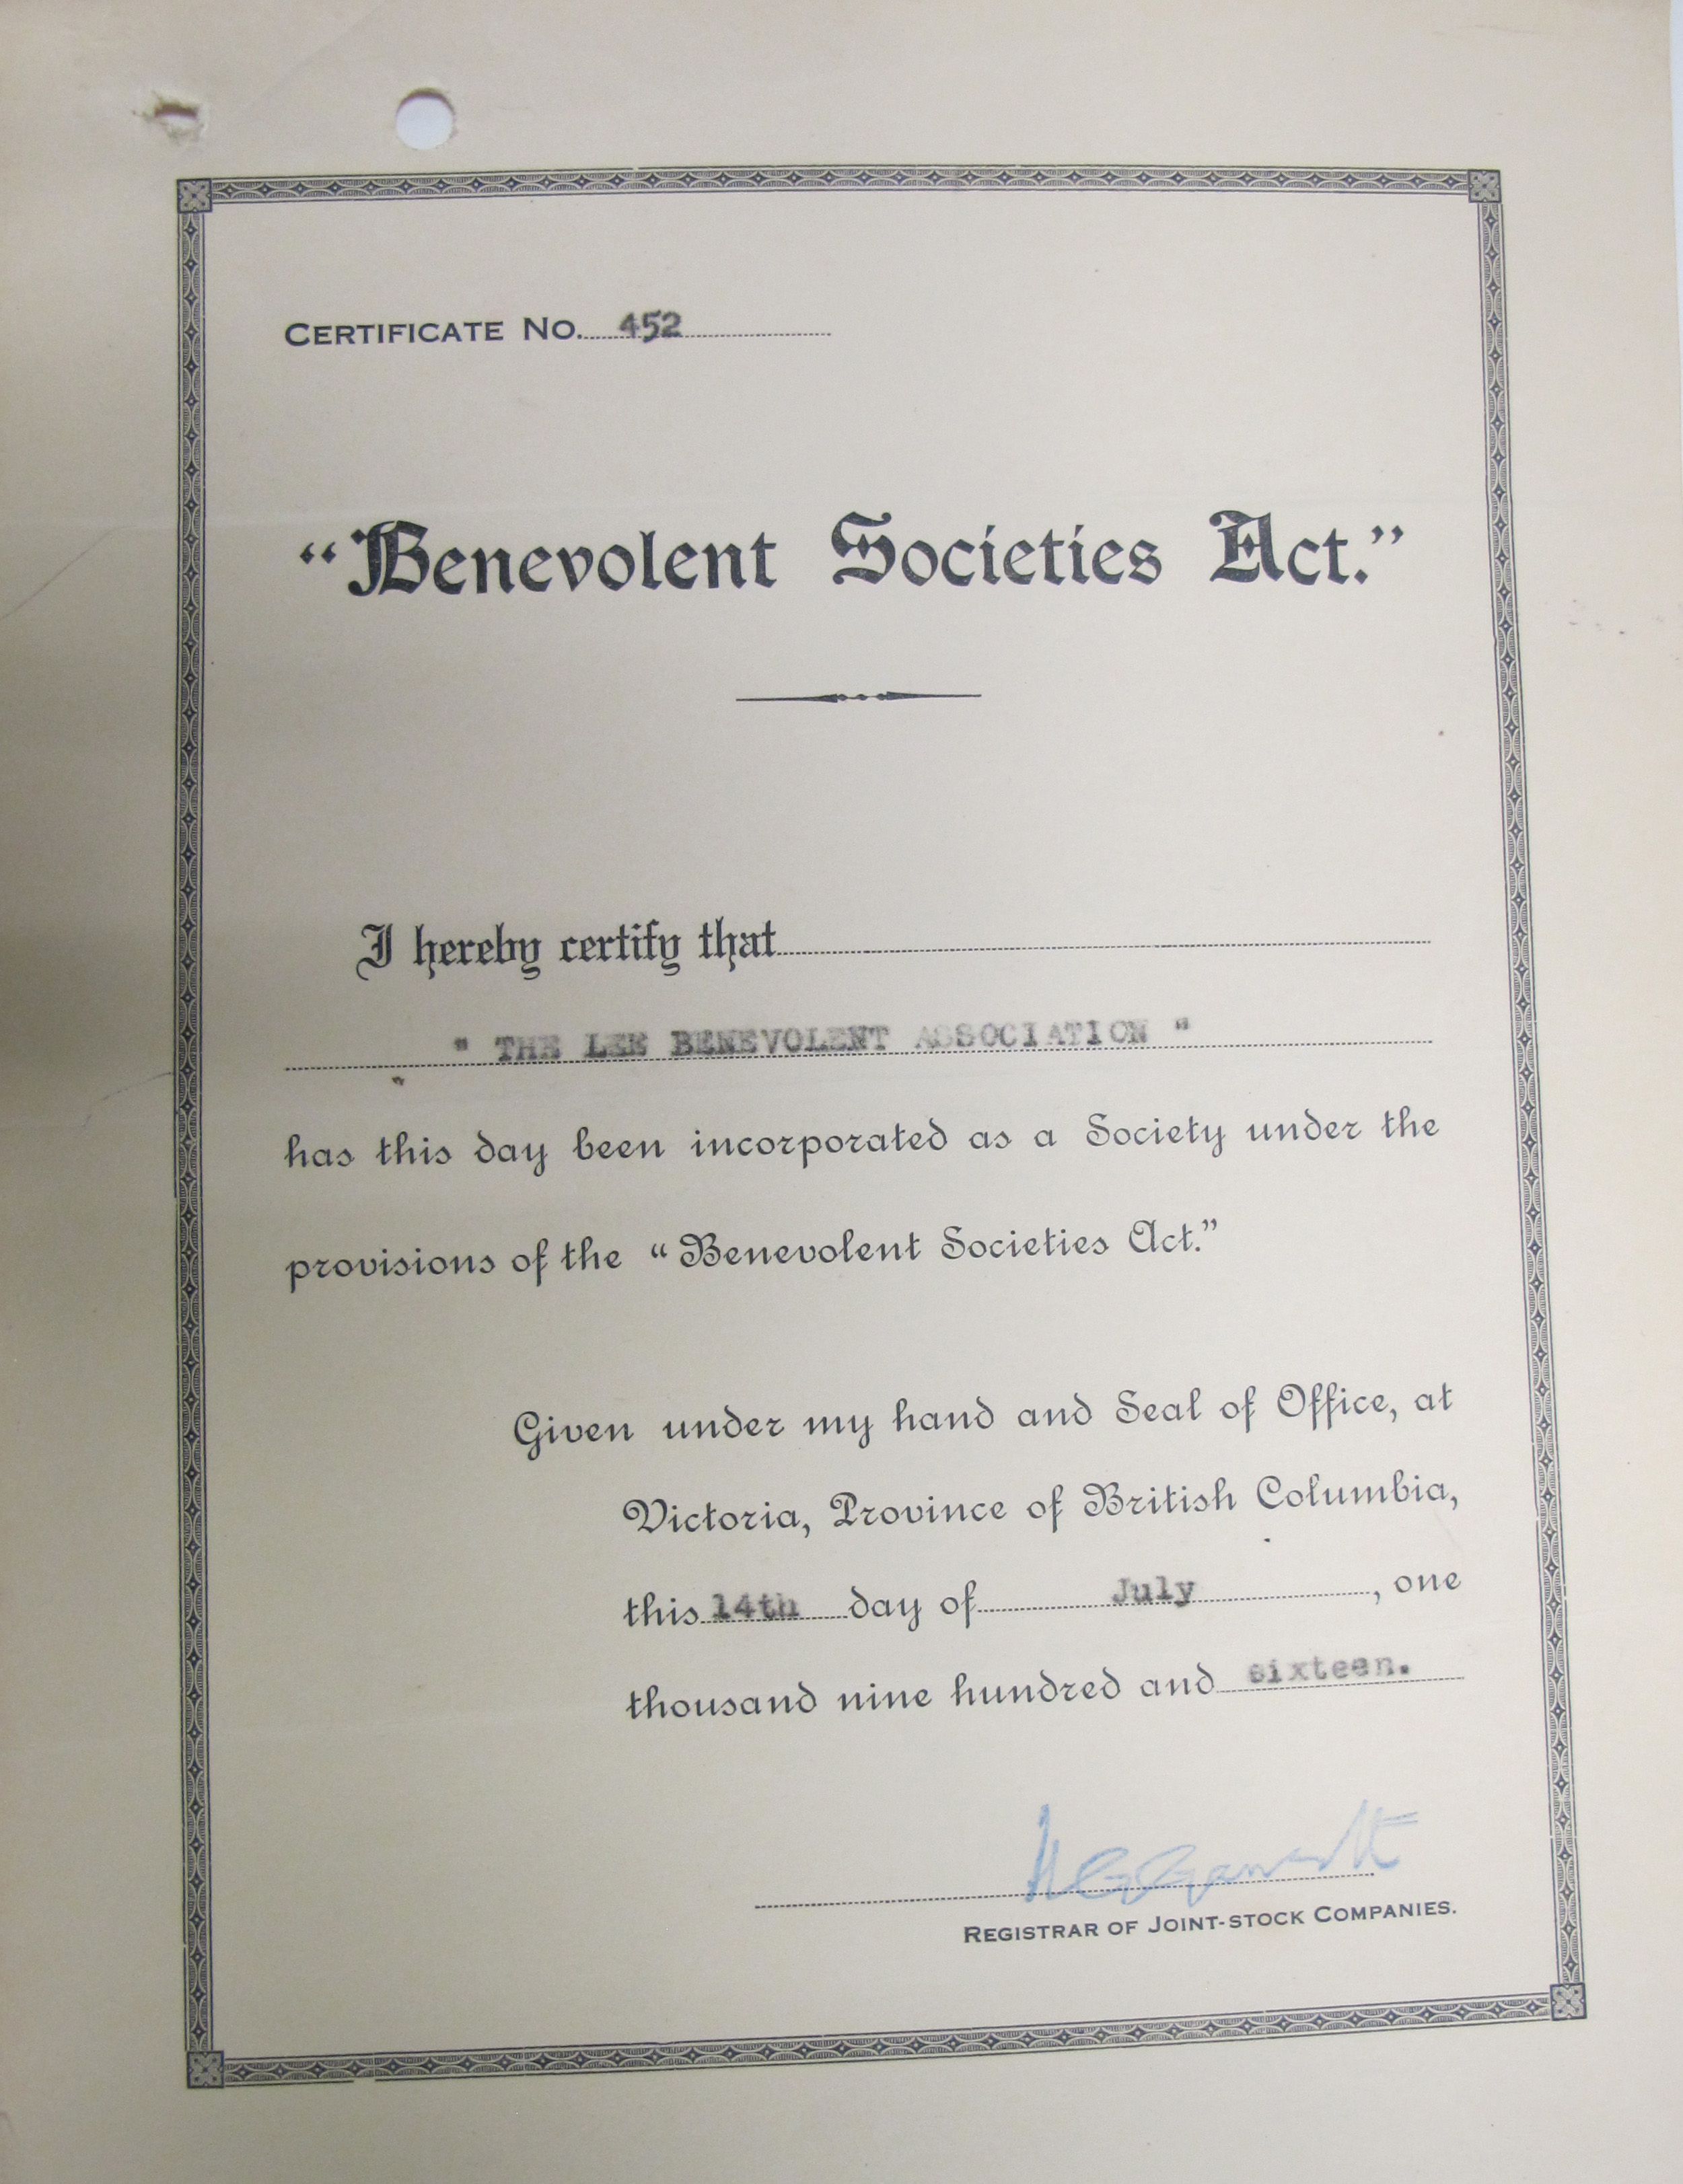 CERTIFICATE NO. 452
“Benevolent Societies Act.”
I hereby certify that
" THE LEE BENEVOLENT ASSOCIATION "
has this day been incorporated as a Society under the
provisions of the “Benevolent Societies Act.”
Given under my hand and Seal of Office, at
Victoria, Province of British Columbia,
this 14th day of July, one
thousand nine hundred and sixteen.
REGISTRAR OF JOINT-STOCK COMPANIES.